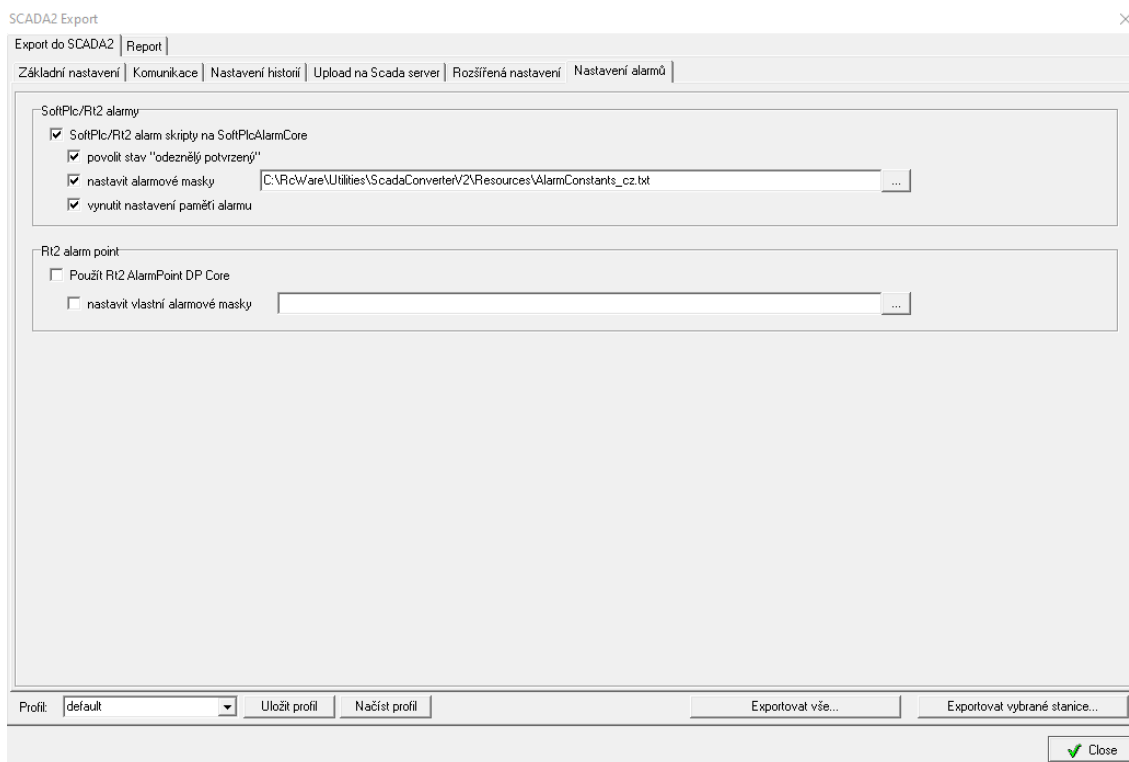 SCADA2 Export
Export do SCADA2 Report
Základní nastavení Komunikace Nastavení historií Upload na Scada server Rozšířená nastavení Nastavení alarmů
SoftPlc/Rt2 alarmy
SoftPlc/Rt2 alarm skripty na SoftPlcAlarmCore
povolit stav "odeznělý potvrzený"
nastavit alarmové masky C:\RcWare\Utilities\ScadaConverterV2\Resources\AlarmConstants_cz.txt ...
vynutit nastavení paměti alarmu
Rt2 alarm point
Použít Rt2 AlarmPoint DP Core
nastavit vlastní alarmové masky ...
Profil: default Uložit profil Načíst profil Exportovat vše... Exportovat vybrané stanice...
Close